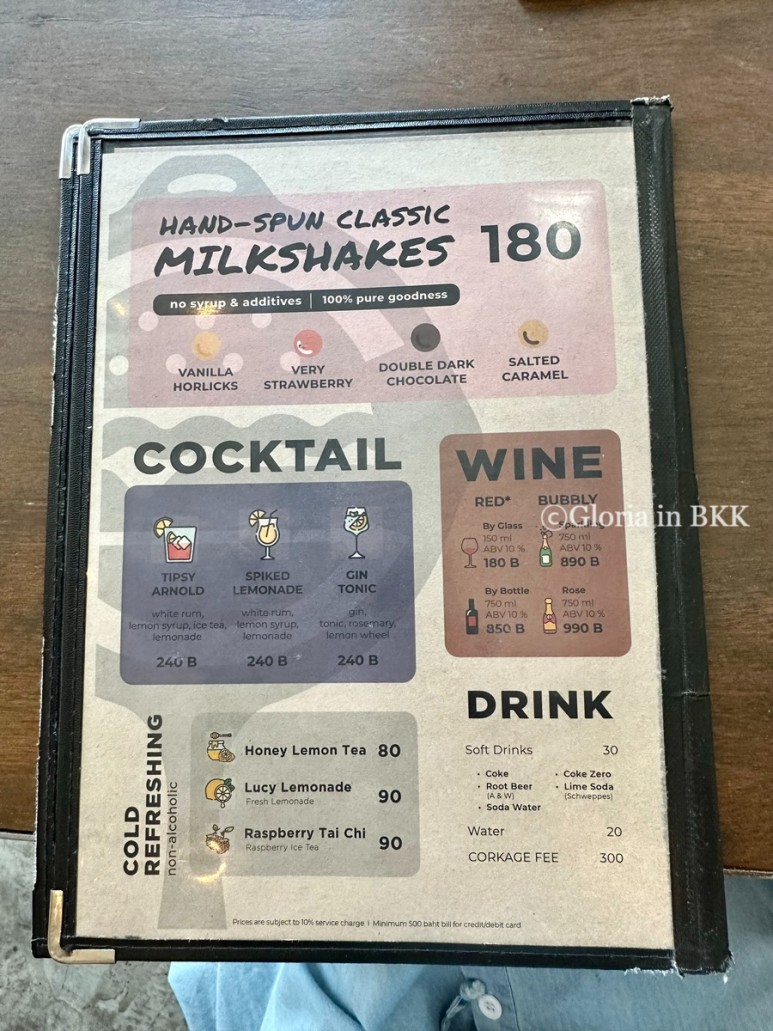 HAND-SPUN CLASSIC
MILKSHAKES 180
no syrup & additives | 100% pure goodness
VANILLA
HORLICKS
VERY
STRAWBERRY
DOUBLE DARK
CHOCOLATE
SALTED
CARAMEL
COCKTAIL
TIPSY
ARNOLD
white rum,
lemon syrup, ice tea,
lemonade
240 B
SPIKED
LEMONADE
white rum,
lemon syrup,
lemonade
240 B
GIN
TONIC
gin,
tonic, rosemary,
lemon wheel
240 B
WINE
RED*
By Glass
150 ml
ABV 10 %
180 B
By Bottle
750 ml
ABV 10 %
850 B
BUBBLY
750 ml
ABV 10 %
890 B
Rose
750 ml
ABV 10 %
990 B
©Gloria in BKK
COLD
REFRESHING
non-alcoholic
Honey Lemon Tea 80
Lucy Lemonade 90
Fresh Lemonade
Raspberry Tai Chi 90
Raspberry Ice Tea
DRINK
Soft Drinks 30
• Coke
• Root Beer
(A & W)
• Soda Water
• Coke Zero
• Lime Soda
(Schweppes)
Water 20
CORKAGE FEE 300
Prices are subject to 10% service charge | Minimum 500 baht bill for credit/debit card